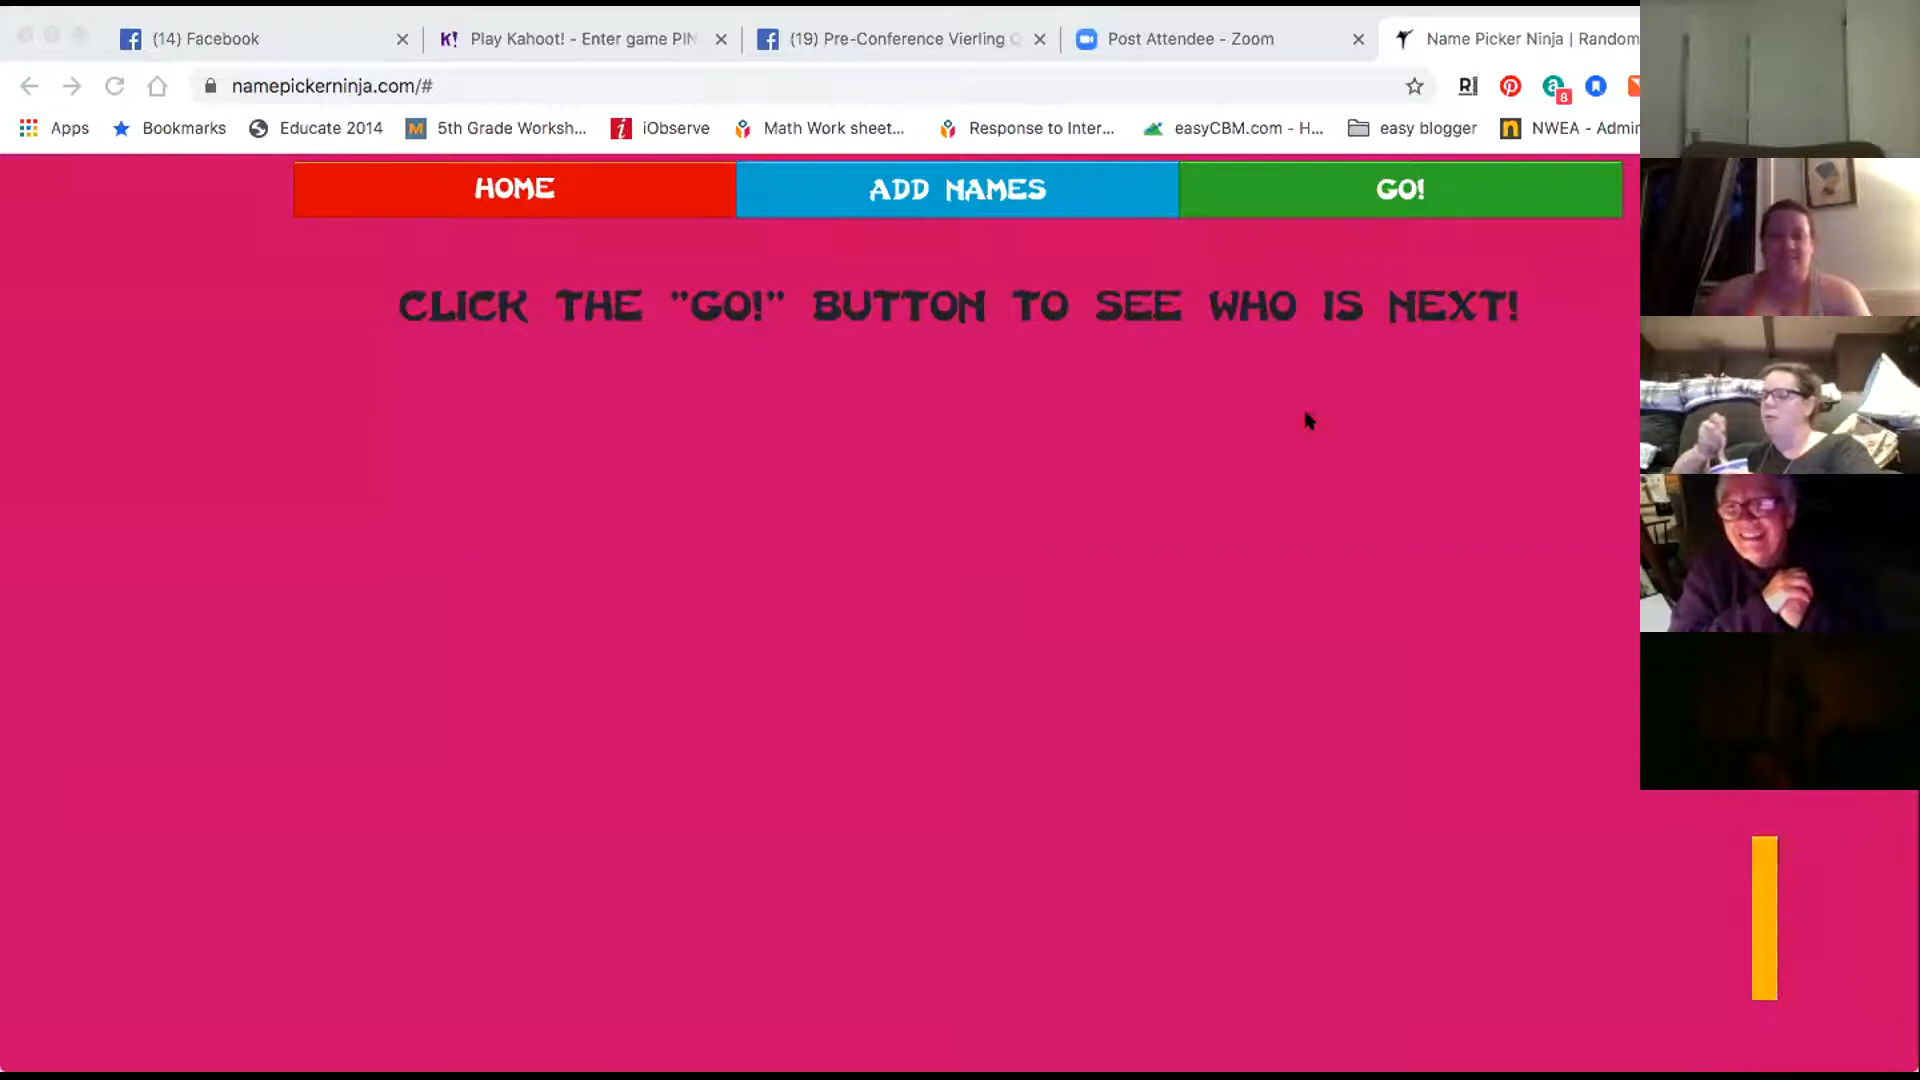 (14) Facebook
K! Play Kahoot! - Enter game PIN
(19) Pre-Conference Vierling
Post Attendee - Zoom
Name Picker Ninja | Random
namepickerninja.com/#
8
Apps
Bookmarks
Educate 2014
M 5th Grade Worksh...
iObserve
Math Work sheet...
Response to Inter...
easyCBM.com - H...
easy blogger
NWEA - Admin
HOME
ADD NAMES
GO!
CLICK THE "GO!" BUTTON TO SEE WHO IS NEXT!